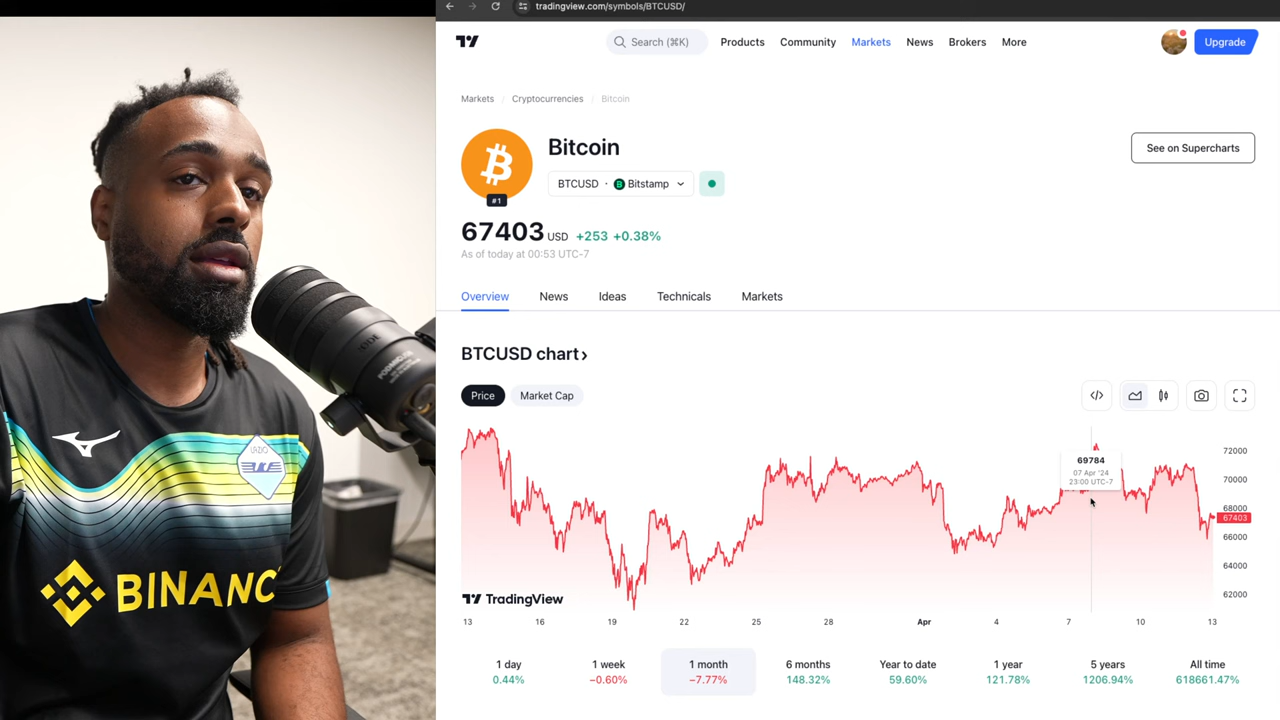 tradingview.com/symbols/BTCUSD/
Search (⌘K)
Products
Community
Markets
News
Brokers
More
Upgrade
Markets / Cryptocurrencies / Bitcoin
#1
Bitcoin
See on Supercharts
BTCUSD · Bitstamp
67403 USD +253 +0.38%
As of today at 00:53 UTC-7
Overview
News
Ideas
Technicals
Markets
BTCUSD chart ›
Price
Market Cap
69784
07 Apr '24
23:00 UTC-7
72000
70000
68000
67403
66000
64000
62000
TradingView
13 16 19 22 25 28 Apr 4 7 10 13
1 day
0.44%
1 week
−0.60%
1 month
−7.77%
6 months
148.32%
Year to date
59.60%
1 year
121.78%
5 years
1206.94%
All time
618661.47%
LAZIO
BINANC